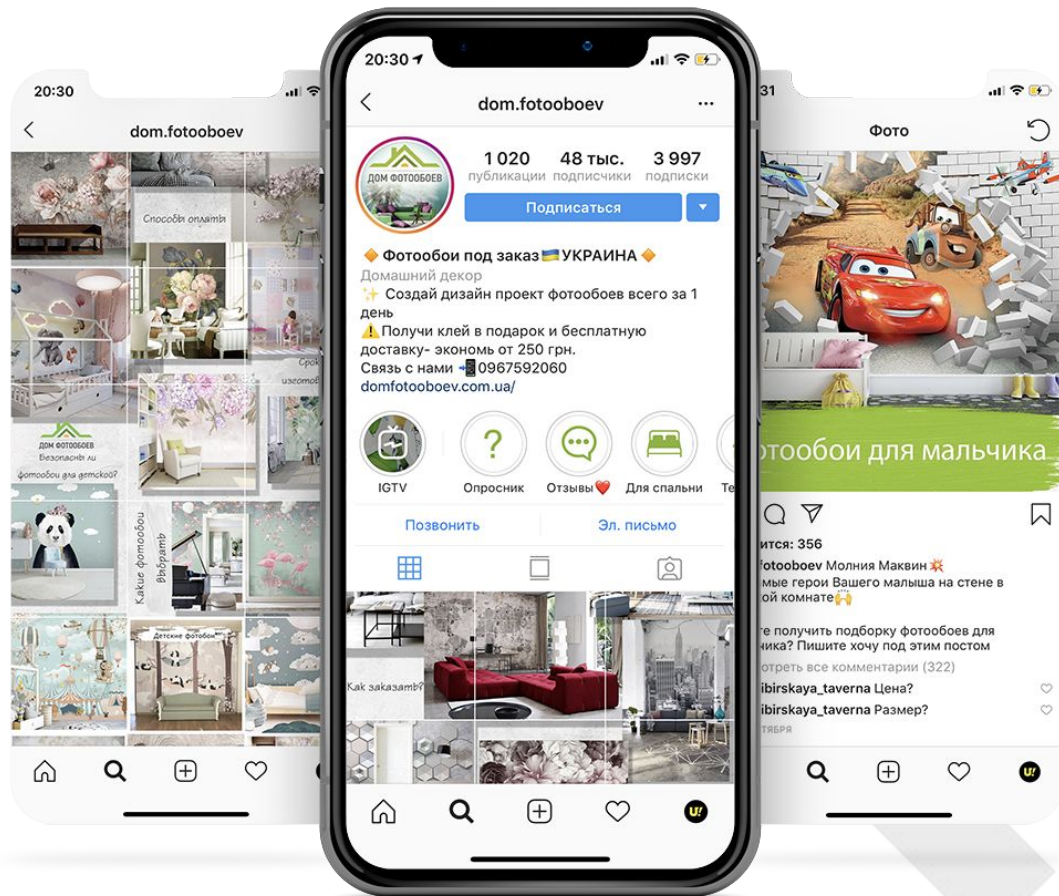 20:30
dom.fotooboev
Способы оплаты
Срок
ДОМ ФОТООБОЕВ
Безопасны ли
фотообои для детской?
Какие фотообои
выбрать
Детские фотообои
20:30
dom.fotooboev
ДОМ ФОТООБОЕВ
1 020 48 тыс. 3 997
публикации подписчики подписки
Подписаться
🔸 Фотообои под заказ🇺🇦УКРАИНА 🔸
Домашний декор
✨ Создай дизайн проект фотообоев всего за 1
день
⚠️Получи клей в подарок и бесплатную
доставку- экономь от 250 грн.
Связь с нами 📲0967592060
domfotooboev.com.ua/
IGTV Опросник Отзывы❤️ Для спальни Те
Позвонить Эл. письмо
Как заказать?
U!
31
Фото
тообои для мальчика
ится: 356
fotooboev Молния Маквин💥
мые герои Вашего малыша на стене в
ой комнате🙌
те получить подборку фотообоев для
чика? Пишите хочу под этим постом
отреть все комментарии (322)
ibirskaya_taverna Цена?
ibirskaya_taverna Размер?
ТЯБРЯ
U!